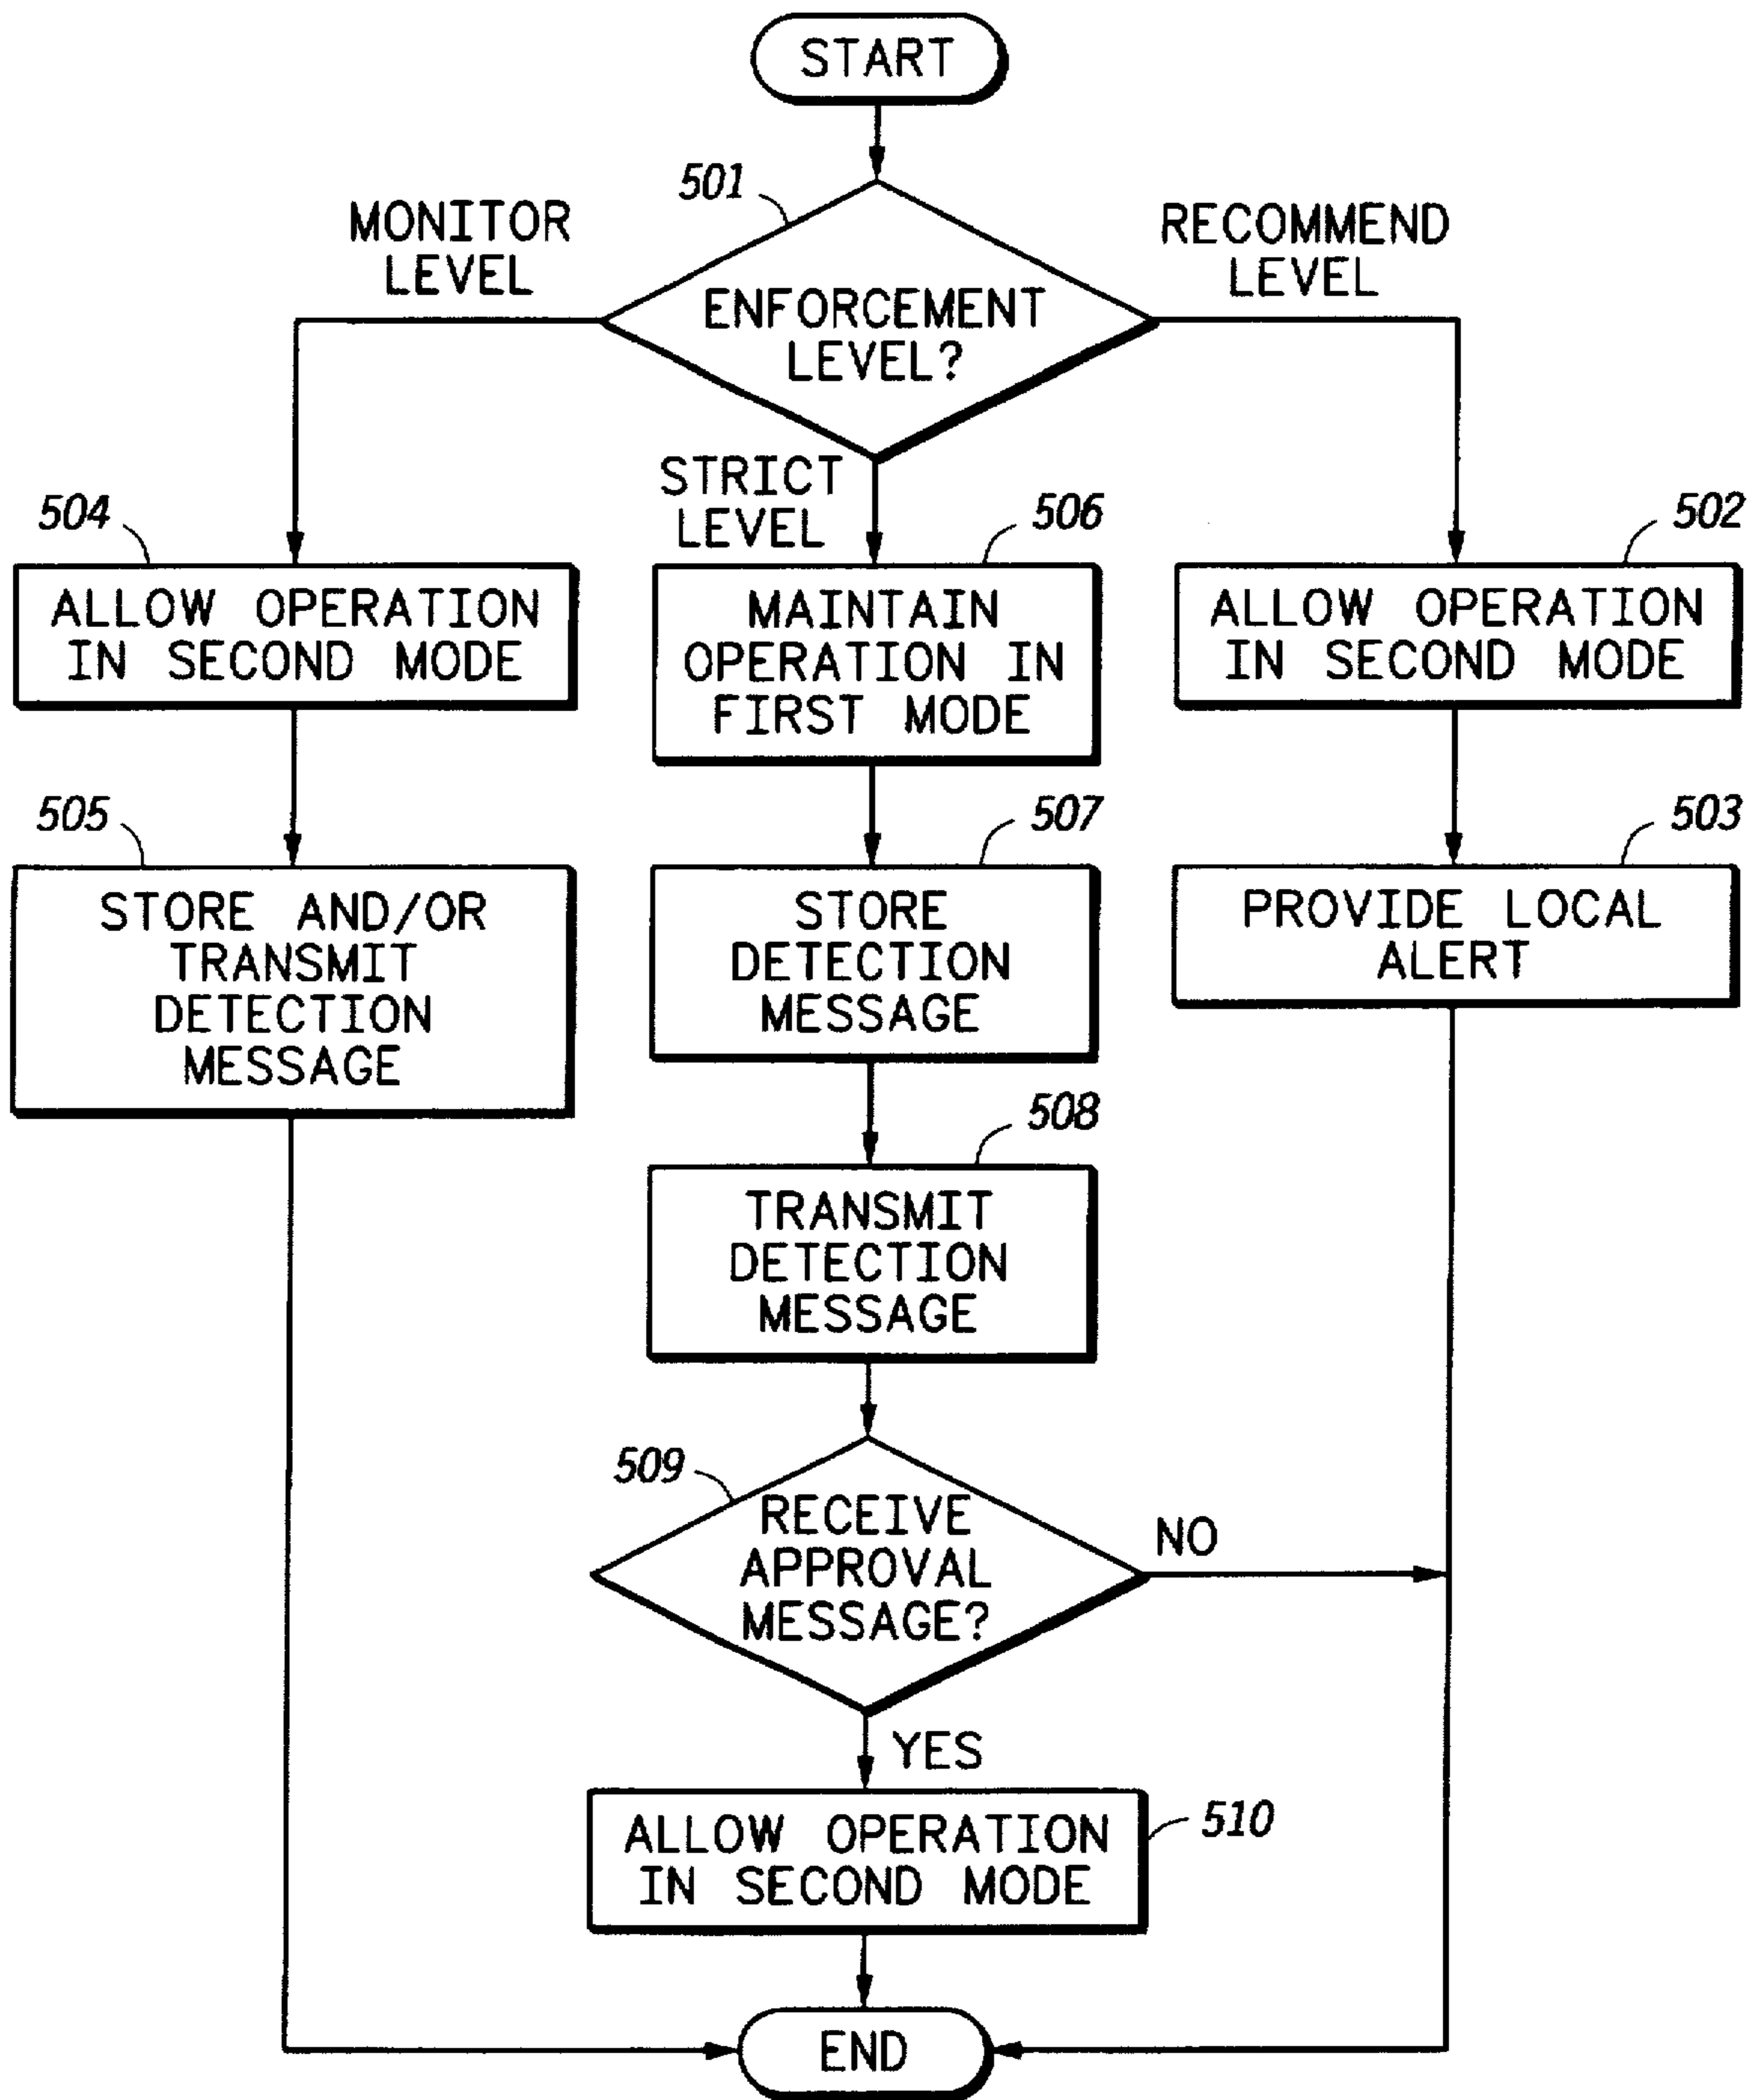 START
501
MONITOR
LEVEL
RECOMMEND
LEVEL
ENFORCEMENT
LEVEL?
STRICT
LEVEL
504
506
502
ALLOW OPERATION
IN SECOND MODE
MAINTAIN
OPERATION IN
FIRST MODE
ALLOW OPERATION
IN SECOND MODE
505
507
503
STORE AND/OR
TRANSMIT
DETECTION
MESSAGE
STORE
DETECTION
MESSAGE
PROVIDE LOCAL
ALERT
508
TRANSMIT
DETECTION
MESSAGE
509
RECEIVE
APPROVAL
MESSAGE?
NO
YES
510
ALLOW OPERATION
IN SECOND MODE
END